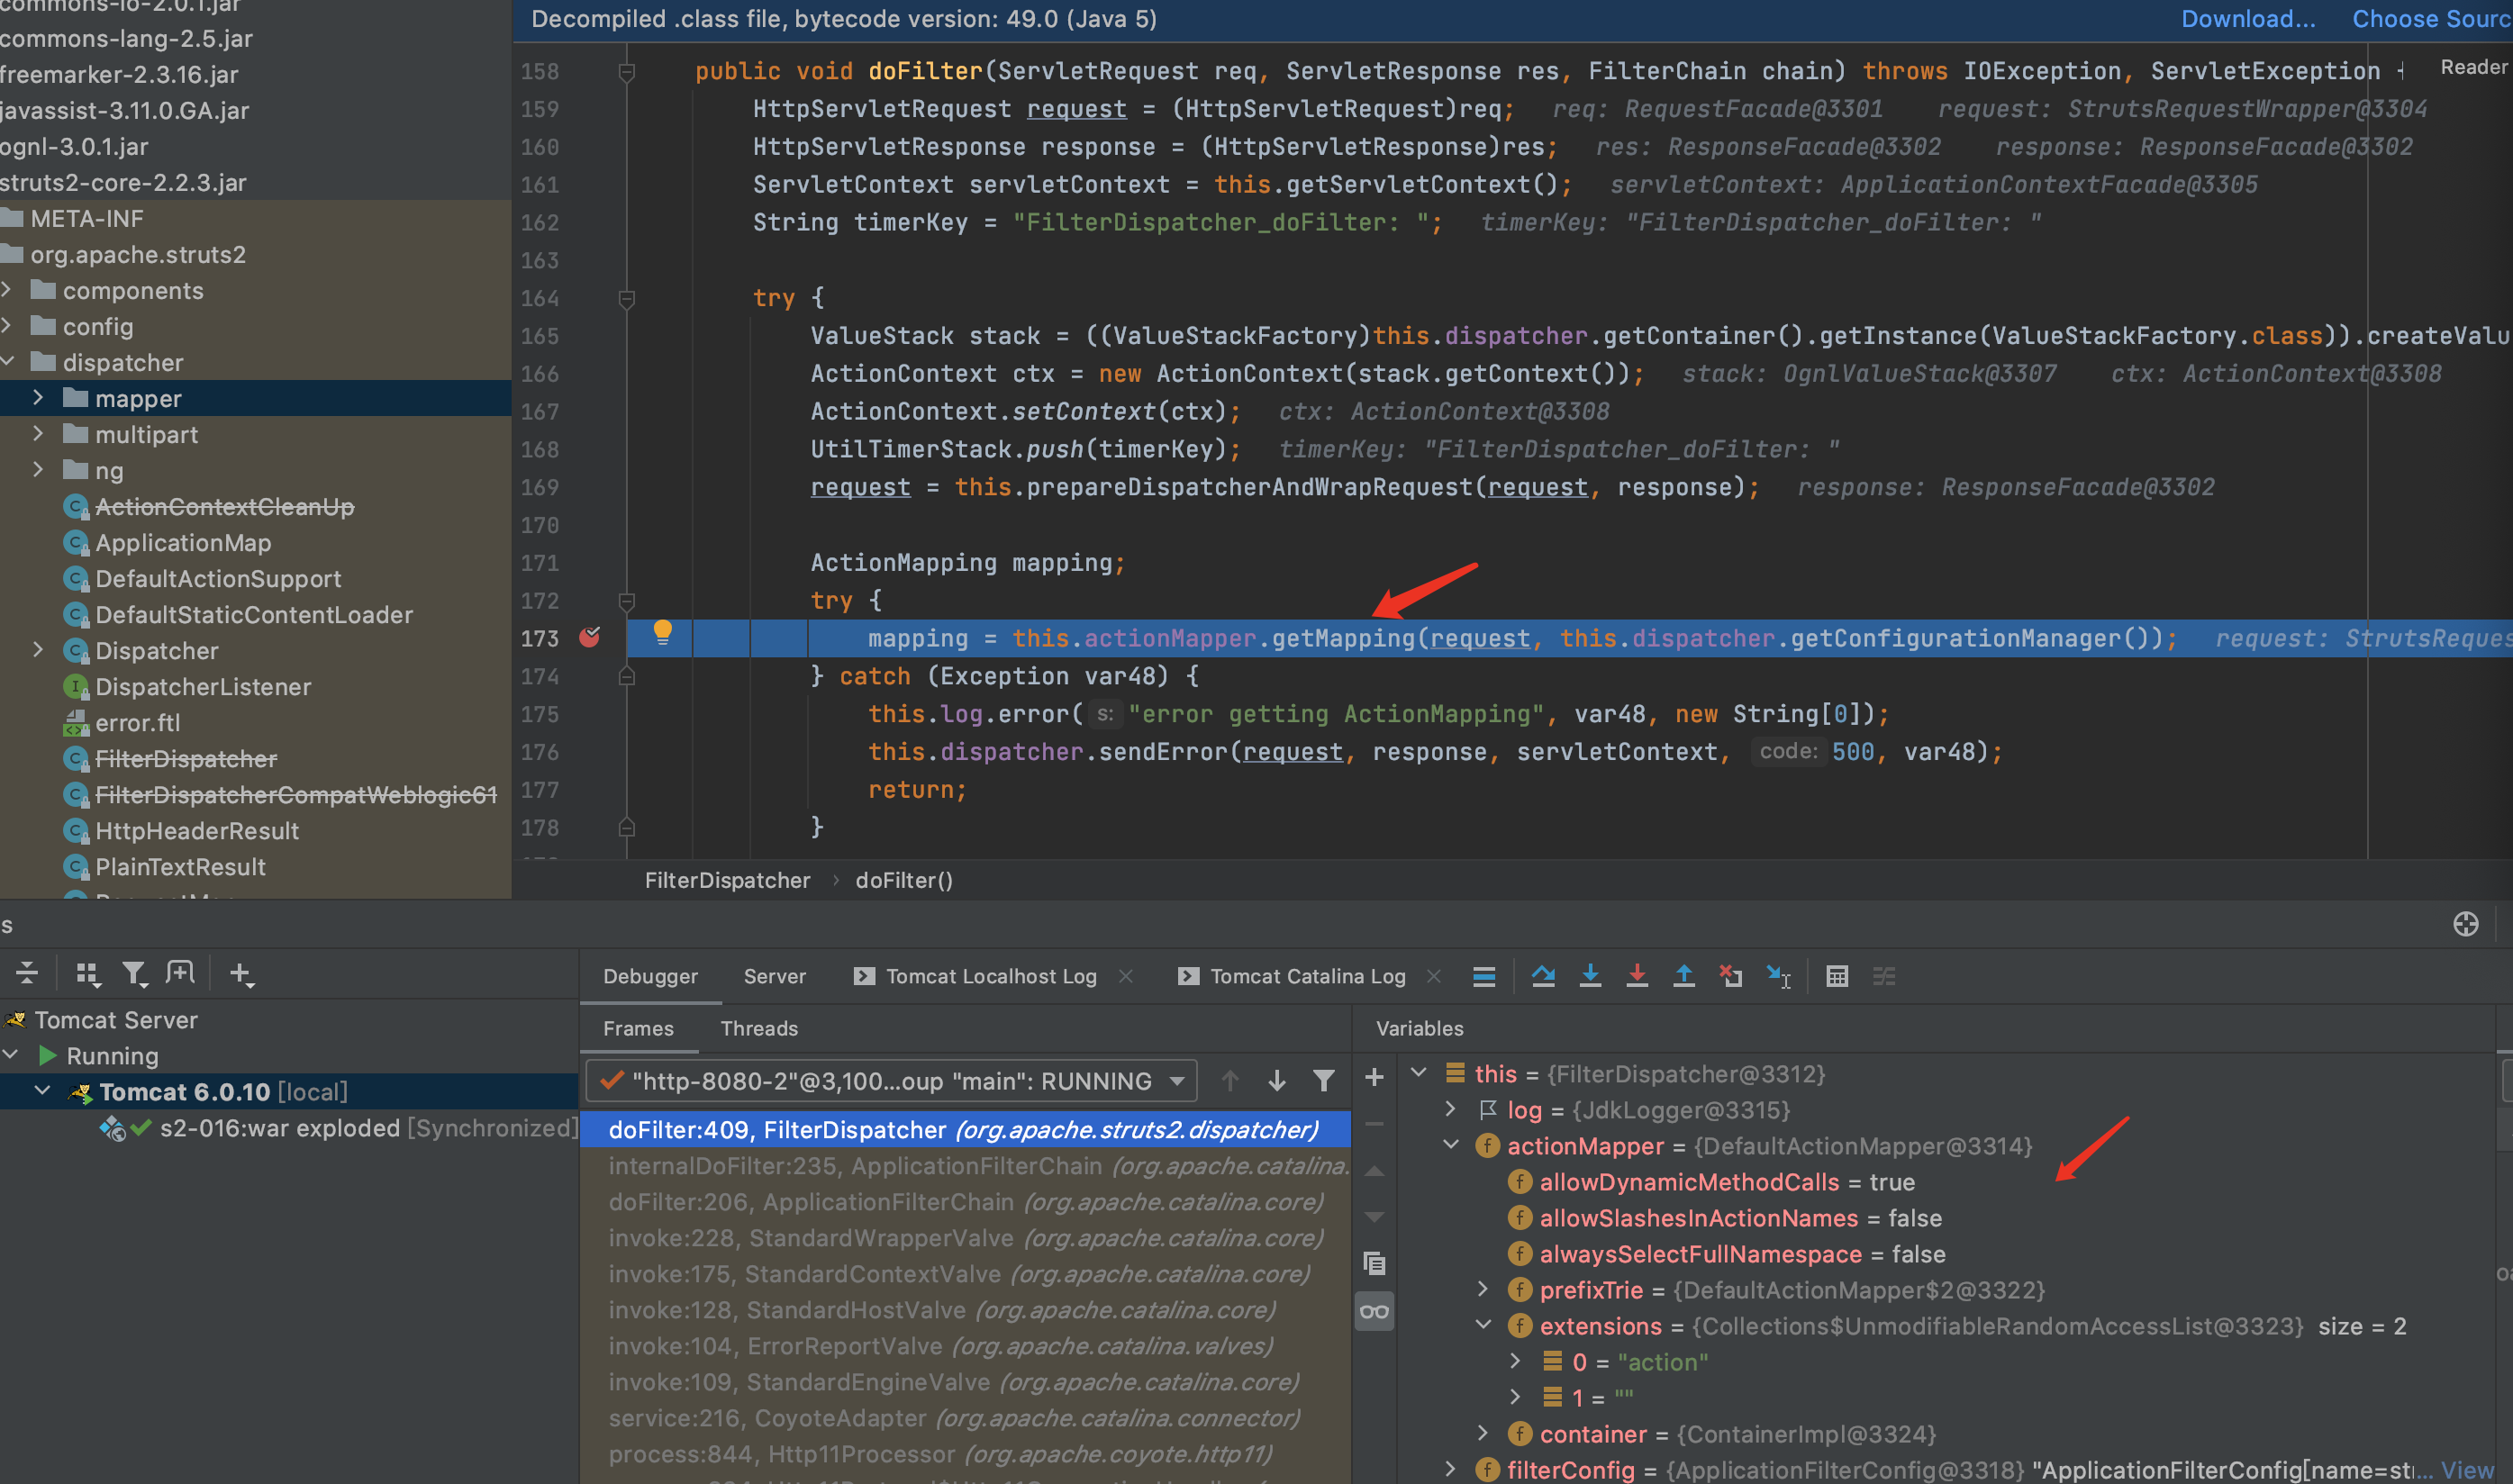 commons-io-2.0.1.jar
commons-lang-2.5.jar
freemarker-2.3.16.jar
javassist-3.11.0.GA.jar
ognl-3.0.1.jar
struts2-core-2.2.3.jar
META-INF
org.apache.struts2
components
config
dispatcher
mapper
multipart
ng
ActionContextCleanUp
ApplicationMap
DefaultActionSupport
DefaultStaticContentLoader
Dispatcher
DispatcherListener
error.ftl
FilterDispatcher
FilterDispatcherCompatWeblogic61
HttpHeaderResult
PlainTextResult
Decompiled .class file, bytecode version: 49.0 (Java 5) Download... Choose Sourc
Reader
158 public void doFilter(ServletRequest req, ServletResponse res, FilterChain chain) throws IOException, ServletException {
159 HttpServletRequest request = (HttpServletRequest)req; req: RequestFacade@3301 request: StrutsRequestWrapper@3304
160 HttpServletResponse response = (HttpServletResponse)res; res: ResponseFacade@3302 response: ResponseFacade@3302
161 ServletContext servletContext = this.getServletContext(); servletContext: ApplicationContextFacade@3305
162 String timerKey = "FilterDispatcher_doFilter: "; timerKey: "FilterDispatcher_doFilter: "
163
164 try {
165 ValueStack stack = ((ValueStackFactory)this.dispatcher.getContainer().getInstance(ValueStackFactory.class)).createValu
166 ActionContext ctx = new ActionContext(stack.getContext()); stack: OgnlValueStack@3307 ctx: ActionContext@3308
167 ActionContext.setContext(ctx); ctx: ActionContext@3308
168 UtilTimerStack.push(timerKey); timerKey: "FilterDispatcher_doFilter: "
169 request = this.prepareDispatcherAndWrapRequest(request, response); response: ResponseFacade@3302
170
171 ActionMapping mapping;
172 try {
173 mapping = this.actionMapper.getMapping(request, this.dispatcher.getConfigurationManager()); request: StrutsReques
174 } catch (Exception var48) {
175 this.log.error( s: "error getting ActionMapping", var48, new String[0]);
176 this.dispatcher.sendError(request, response, servletContext, code: 500, var48);
177 return;
178 }
FilterDispatcher › doFilter()
s
Tomcat Server
Running
Tomcat 6.0.10 [local]
s2-016:war exploded [Synchronized]
Debugger Server Tomcat Localhost Log Tomcat Catalina Log
Frames Threads
"http-8080-2"@3,100...oup "main": RUNNING
doFilter:409, FilterDispatcher (org.apache.struts2.dispatcher)
internalDoFilter:235, ApplicationFilterChain (org.apache.catalina.
doFilter:206, ApplicationFilterChain (org.apache.catalina.core)
invoke:228, StandardWrapperValve (org.apache.catalina.core)
invoke:175, StandardContextValve (org.apache.catalina.core)
invoke:128, StandardHostValve (org.apache.catalina.core)
invoke:104, ErrorReportValve (org.apache.catalina.valves)
invoke:109, StandardEngineValve (org.apache.catalina.core)
service:216, CoyoteAdapter (org.apache.catalina.connector)
process:844, Http11Processor (org.apache.coyote.http11)
Variables
this = {FilterDispatcher@3312}
log = {JdkLogger@3315}
actionMapper = {DefaultActionMapper@3314}
allowDynamicMethodCalls = true
allowSlashesInActionNames = false
alwaysSelectFullNamespace = false
prefixTrie = {DefaultActionMapper$2@3322}
extensions = {Collections$UnmodifiableRandomAccessList@3323} size = 2
0 = "action"
1 = ""
container = {ContainerImpl@3324}
filterConfig = {ApplicationFilterConfig@3318} "ApplicationFilterConfig[name=str... View